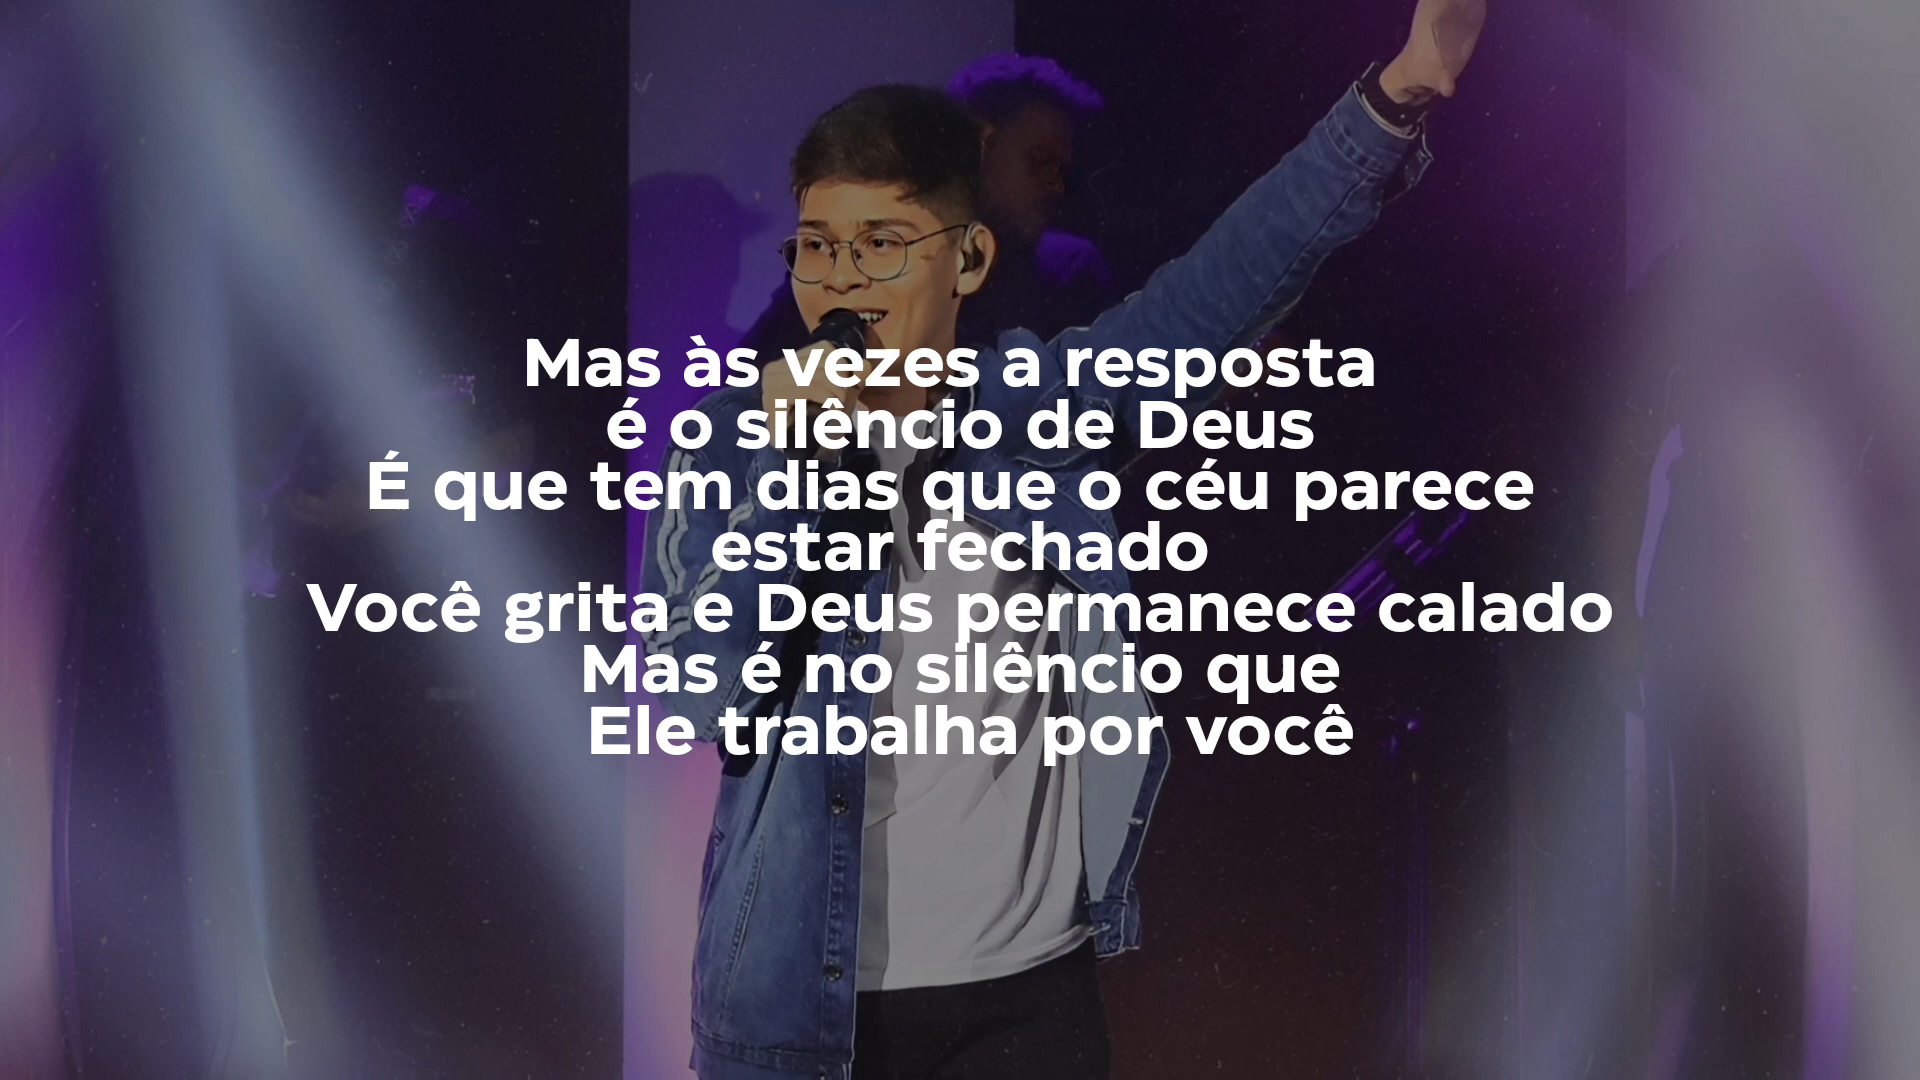 Mas às vezes a resposta
é o silêncio de Deus
É que tem dias que o céu parece
estar fechado
Você grita e Deus permanece calado
Mas é no silêncio que
Ele trabalha por você